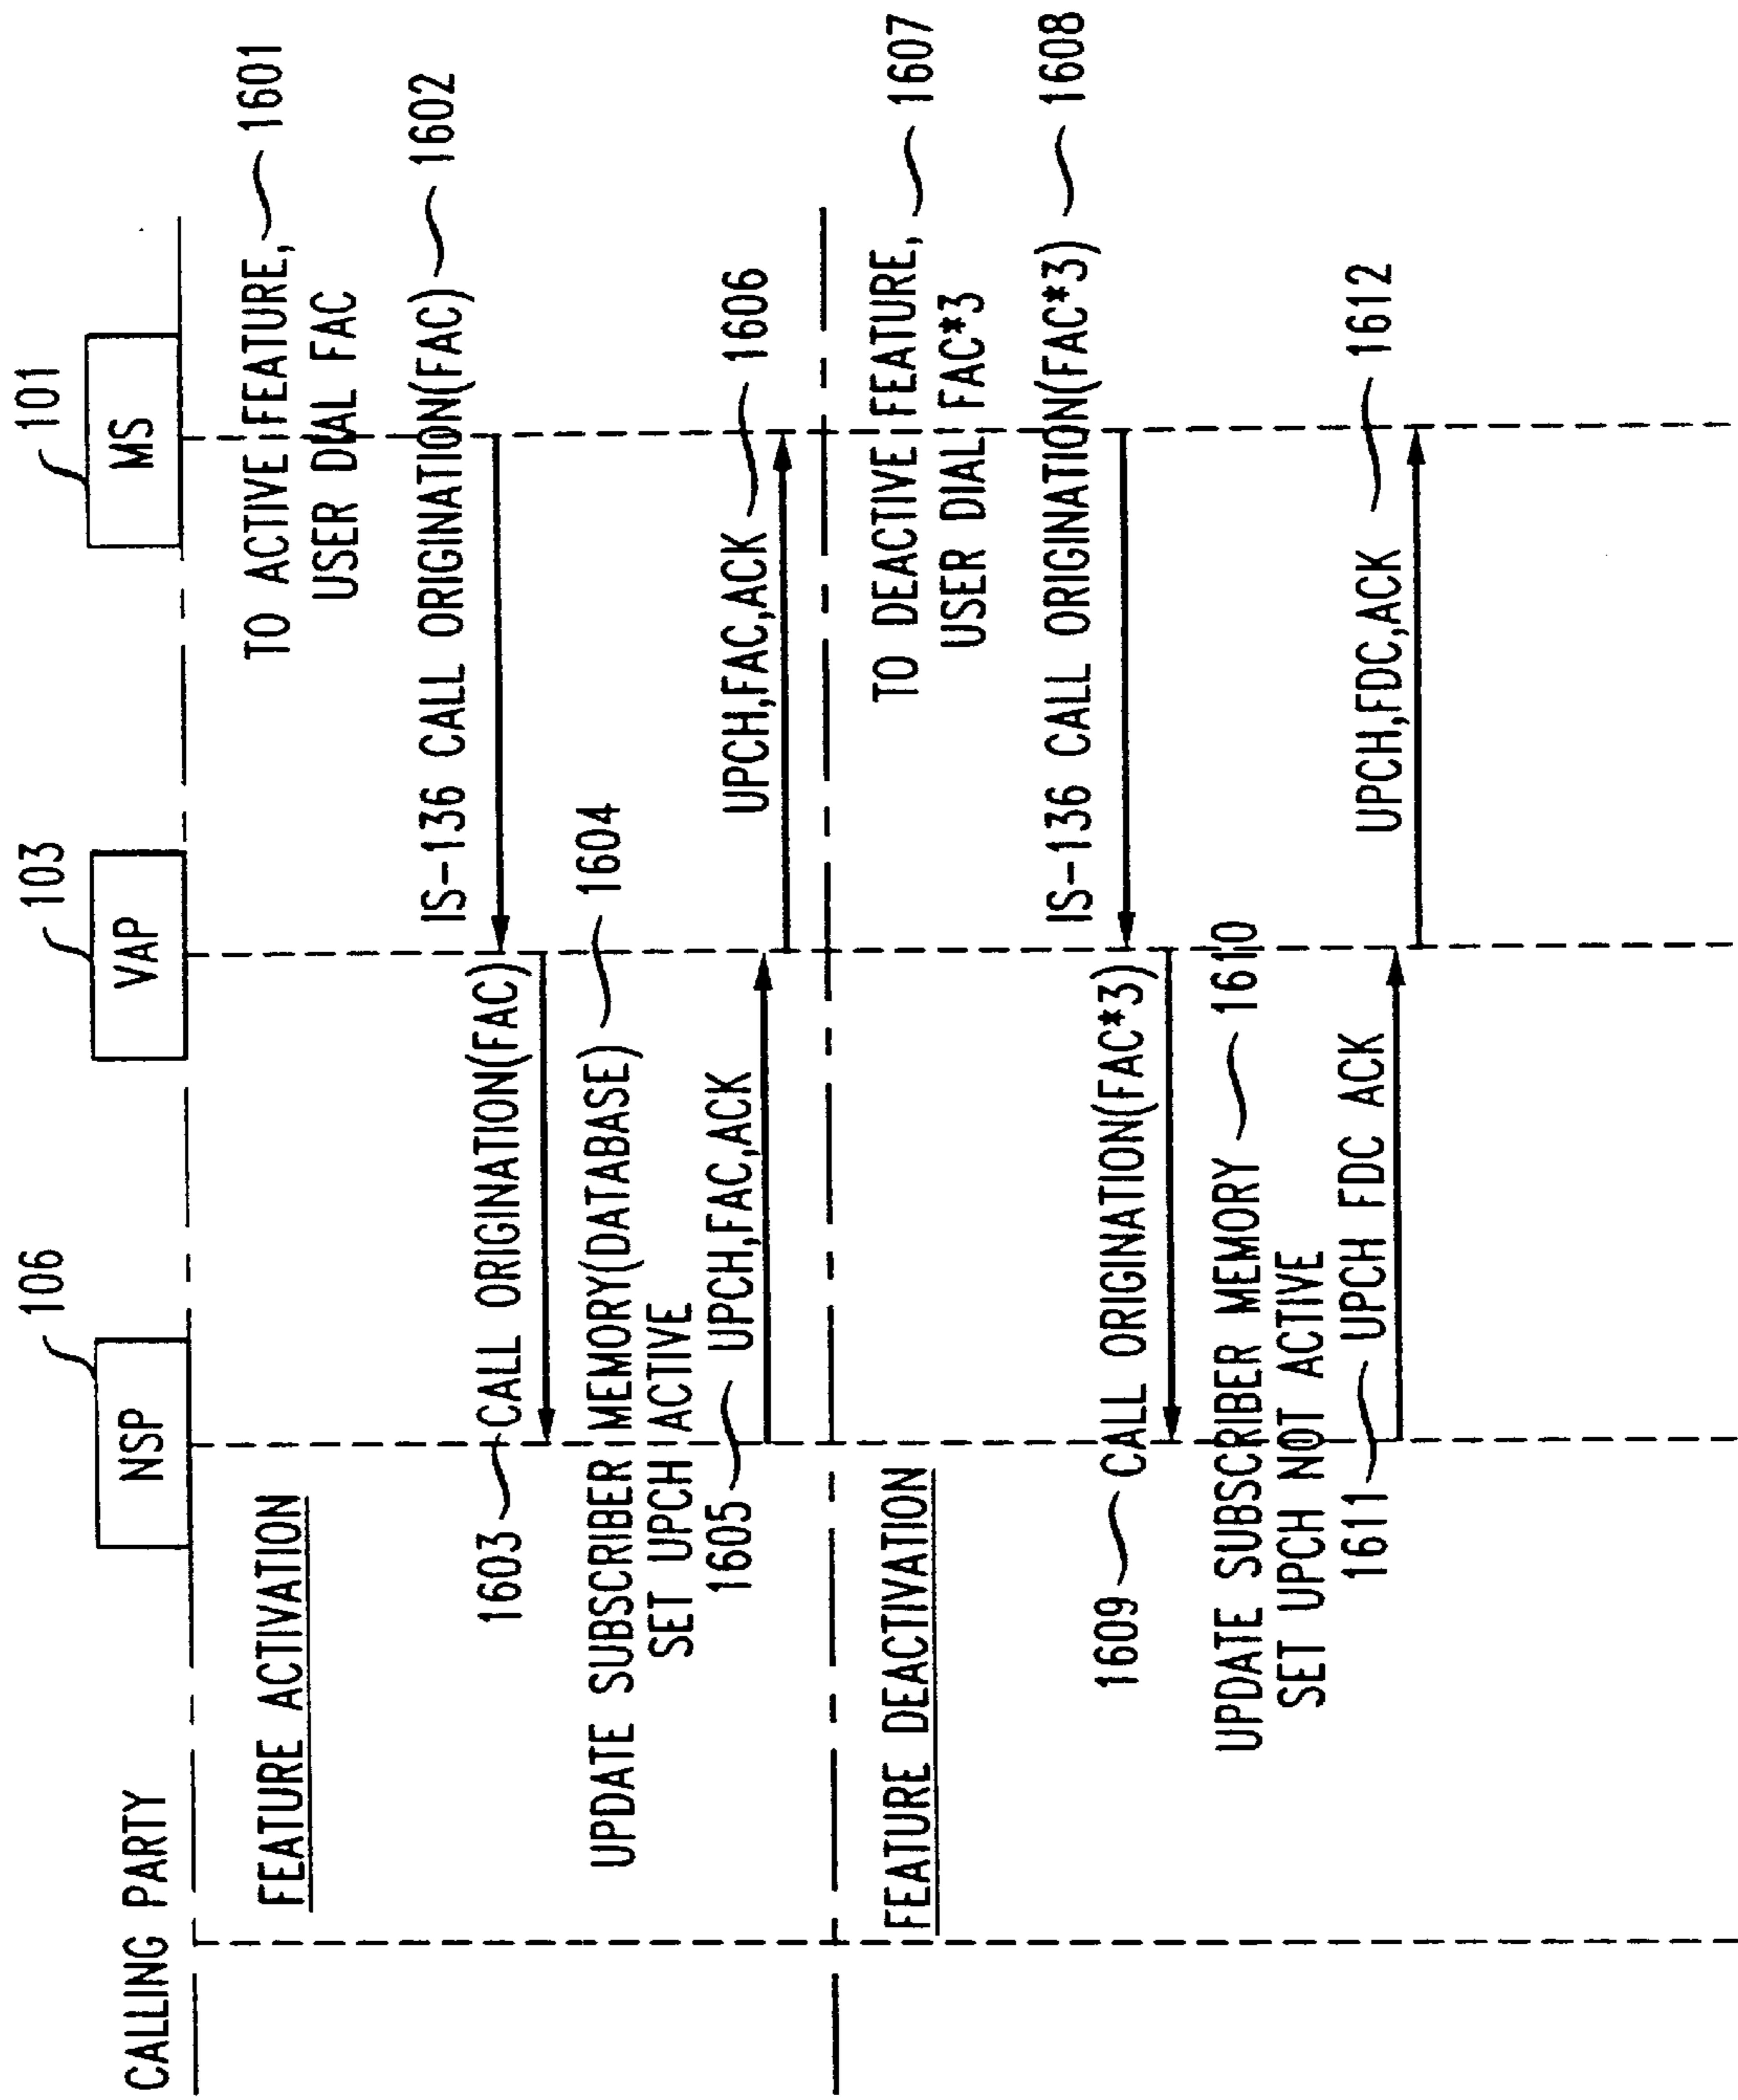 CALLING PARTY
106
NSP
103
VAP
101
MS
FEATURE ACTIVATION
TO ACTIVE FEATURE, 1601
USER DIAL FAC
IS-136 CALL ORIGINATION(FAC) 1602
1603 CALL ORIGINATION(FAC)
UPDATE SUBSCRIBER MEMORY(DATABASE) 1604
SET UPCH ACTIVE
1605 UPCH,FAC,ACK
UPCH,FAC,ACK 1606
FEATURE DEACTIVATION
TO DEACTIVE FEATURE, 1607
USER DIAL FAC*3
IS-136 CALL ORIGINATION(FAC*3) 1608
1609 CALL ORIGINATION(FAC*3)
UPDATE SUBSCRIBER MEMORY 1610
SET UPCH NOT ACTIVE
1611 UPCH FDC ACK
UPCH,FDC,ACK 1612